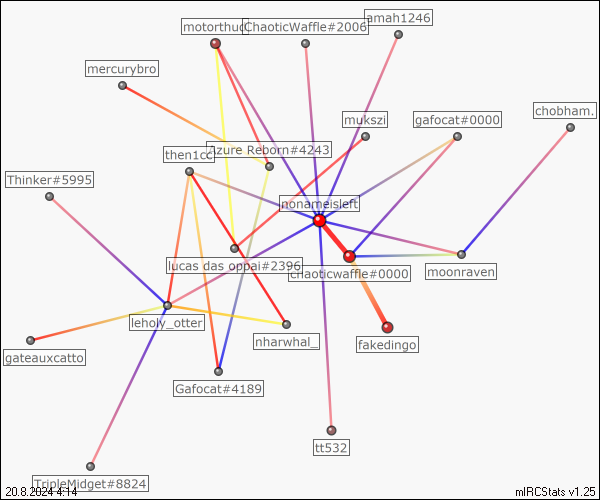 amah1246
motorthud ChaoticWaffle#2006
mercurybro
chobham.
mukszi gafocat#0000
then1cc Azure Reborn#4243
Thinker#5995
nonameisleft
lucas das oppai#2396
chaoticwaffle#0000 moonraven
leholy_otter
nharwhal_
fakedingo
gateauxcatto
Gafocat#4189
tt532
TripleMidget#8824
20.8.2024 4:14 mIRCStats v1.25